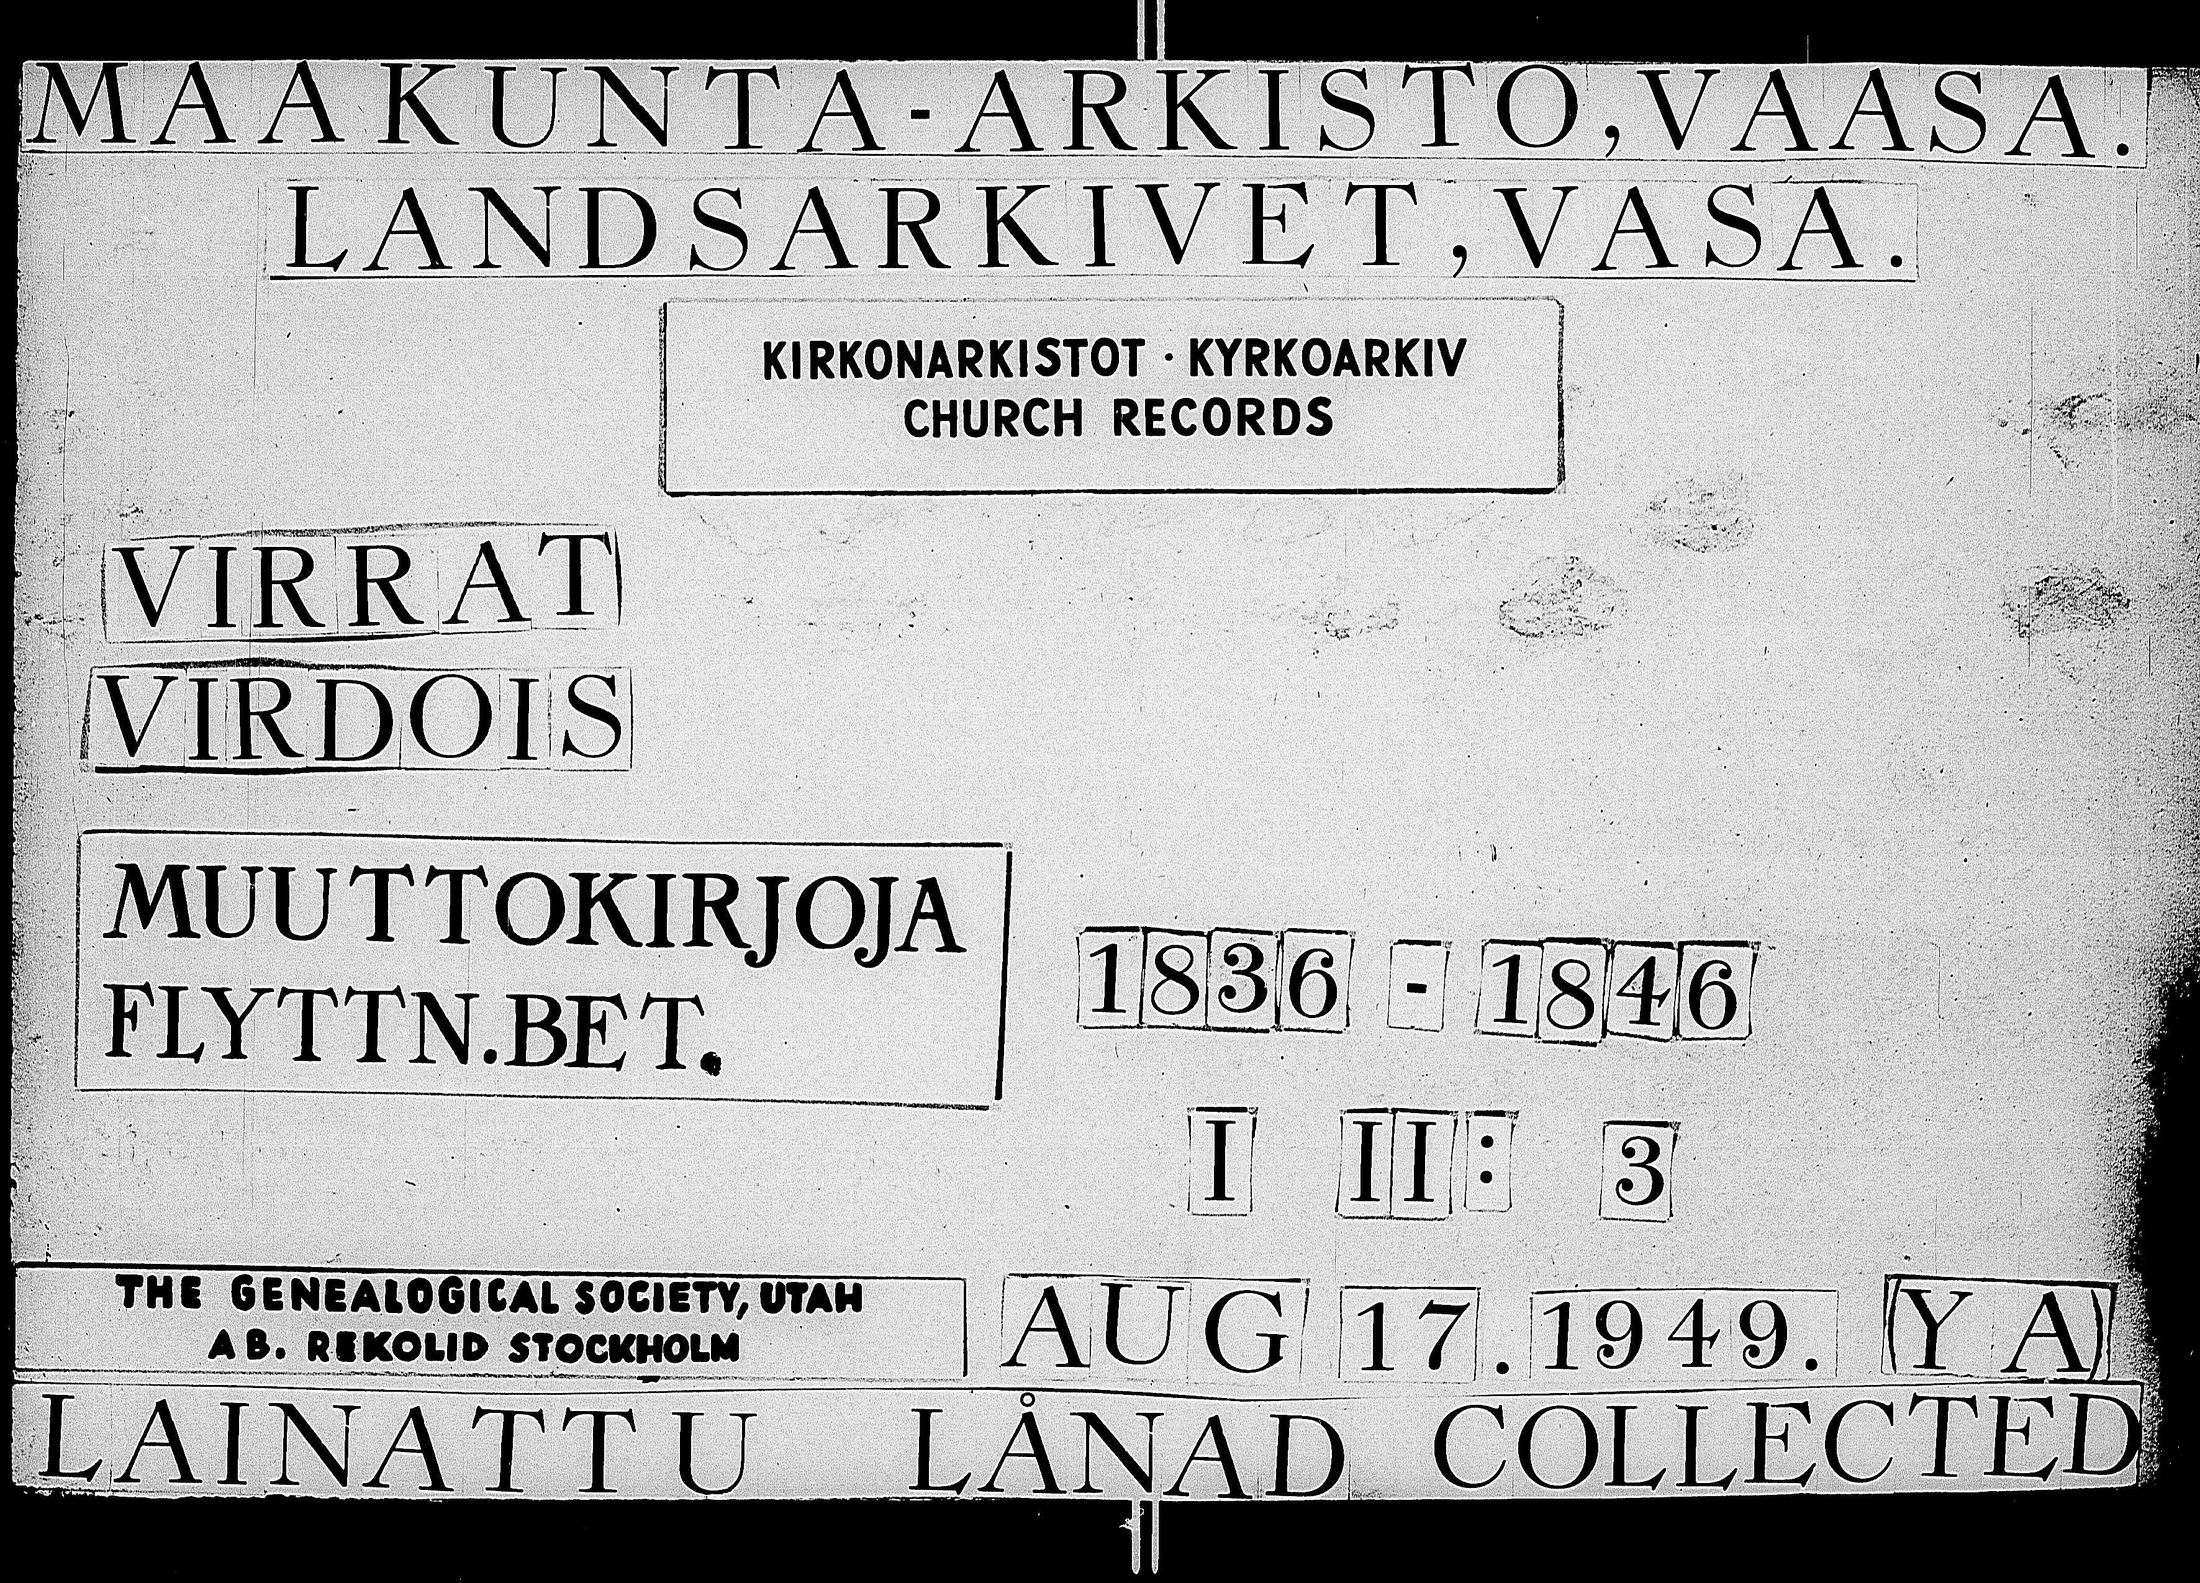 MAAKUNTA-ARKISTO, VAASA.
LANDSARKIVET, VASA.
KIRKONARKISTOT · KYRKOARKIV
CHURCH RECORDS
VIRRAT
VIRDOIS
MUUTTOKIRJOJA
FLYTTN.BET.
1836 - 1846
I II: 3
THE GENEALOGICAL SOCIETY, UTAH
AB. REKOLID STOCKHOLM
AUG 17. 1949. (Y A)
LAINATTU LÅNAD COLLECTED